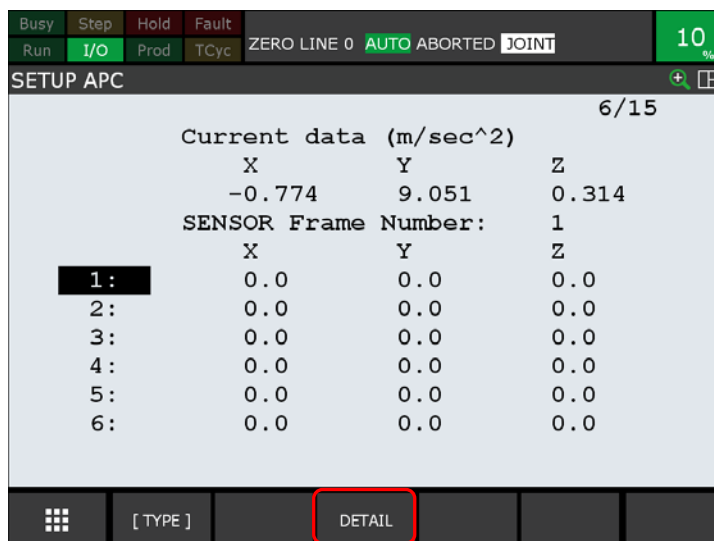 Busy Step Hold Fault
Run I/O Prod TCyc ZERO LINE 0 AUTO ABORTED JOINT 10 %
SETUP APC
6/15
Current data (m/sec^2)
X Y Z
-0.774 9.051 0.314
SENSOR Frame Number: 1
X Y Z
1: 0.0 0.0 0.0
2: 0.0 0.0 0.0
3: 0.0 0.0 0.0
4: 0.0 0.0 0.0
5: 0.0 0.0 0.0
6: 0.0 0.0 0.0
[ TYPE ] DETAIL